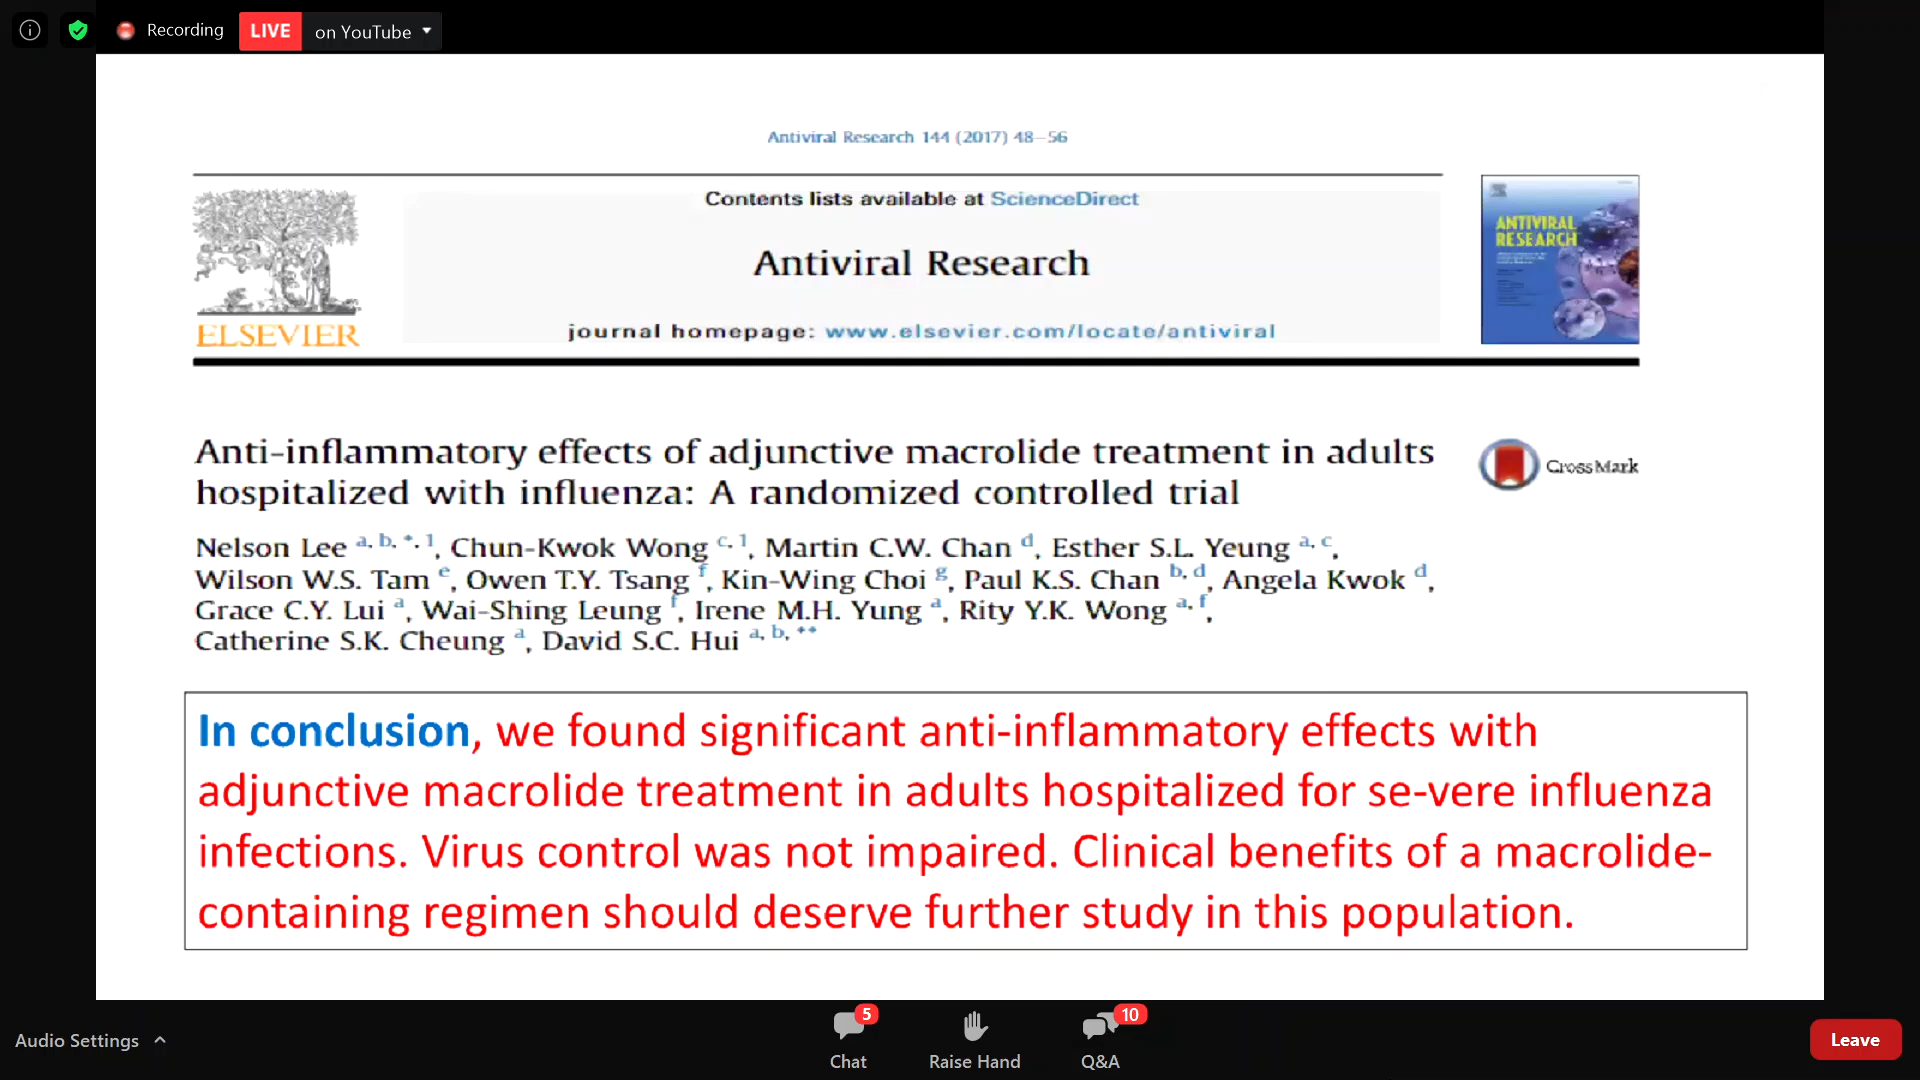 Recording
LIVE
on YouTube
Antiviral Research 144 (2017) 48–56
Contents lists available at ScienceDirect
Antiviral Research
journal homepage: www.elsevier.com/locate/antiviral
ELSEVIER
ANTIVIRAL
RESEARCH
Anti-inflammatory effects of adjunctive macrolide treatment in adults
hospitalized with influenza: A randomized controlled trial
CrossMark
Nelson Lee a, b, *, 1, Chun-Kwok Wong c, 1, Martin C.W. Chan d, Esther S.L. Yeung a, c,
Wilson W.S. Tam e, Owen T.Y. Tsang f, Kin-Wing Choi g, Paul K.S. Chan b, d, Angela Kwok d,
Grace C.Y. Lui a, Wai-Shing Leung f, Irene M.H. Yung a, Rity Y.K. Wong a, f,
Catherine S.K. Cheung a, David S.C. Hui a, b, **
In conclusion, we found significant anti-inflammatory effects with
adjunctive macrolide treatment in adults hospitalized for se-vere influenza
infections. Virus control was not impaired. Clinical benefits of a macrolide-
containing regimen should deserve further study in this population.
Audio Settings
5
Chat
Raise Hand
10
Q&A
Leave